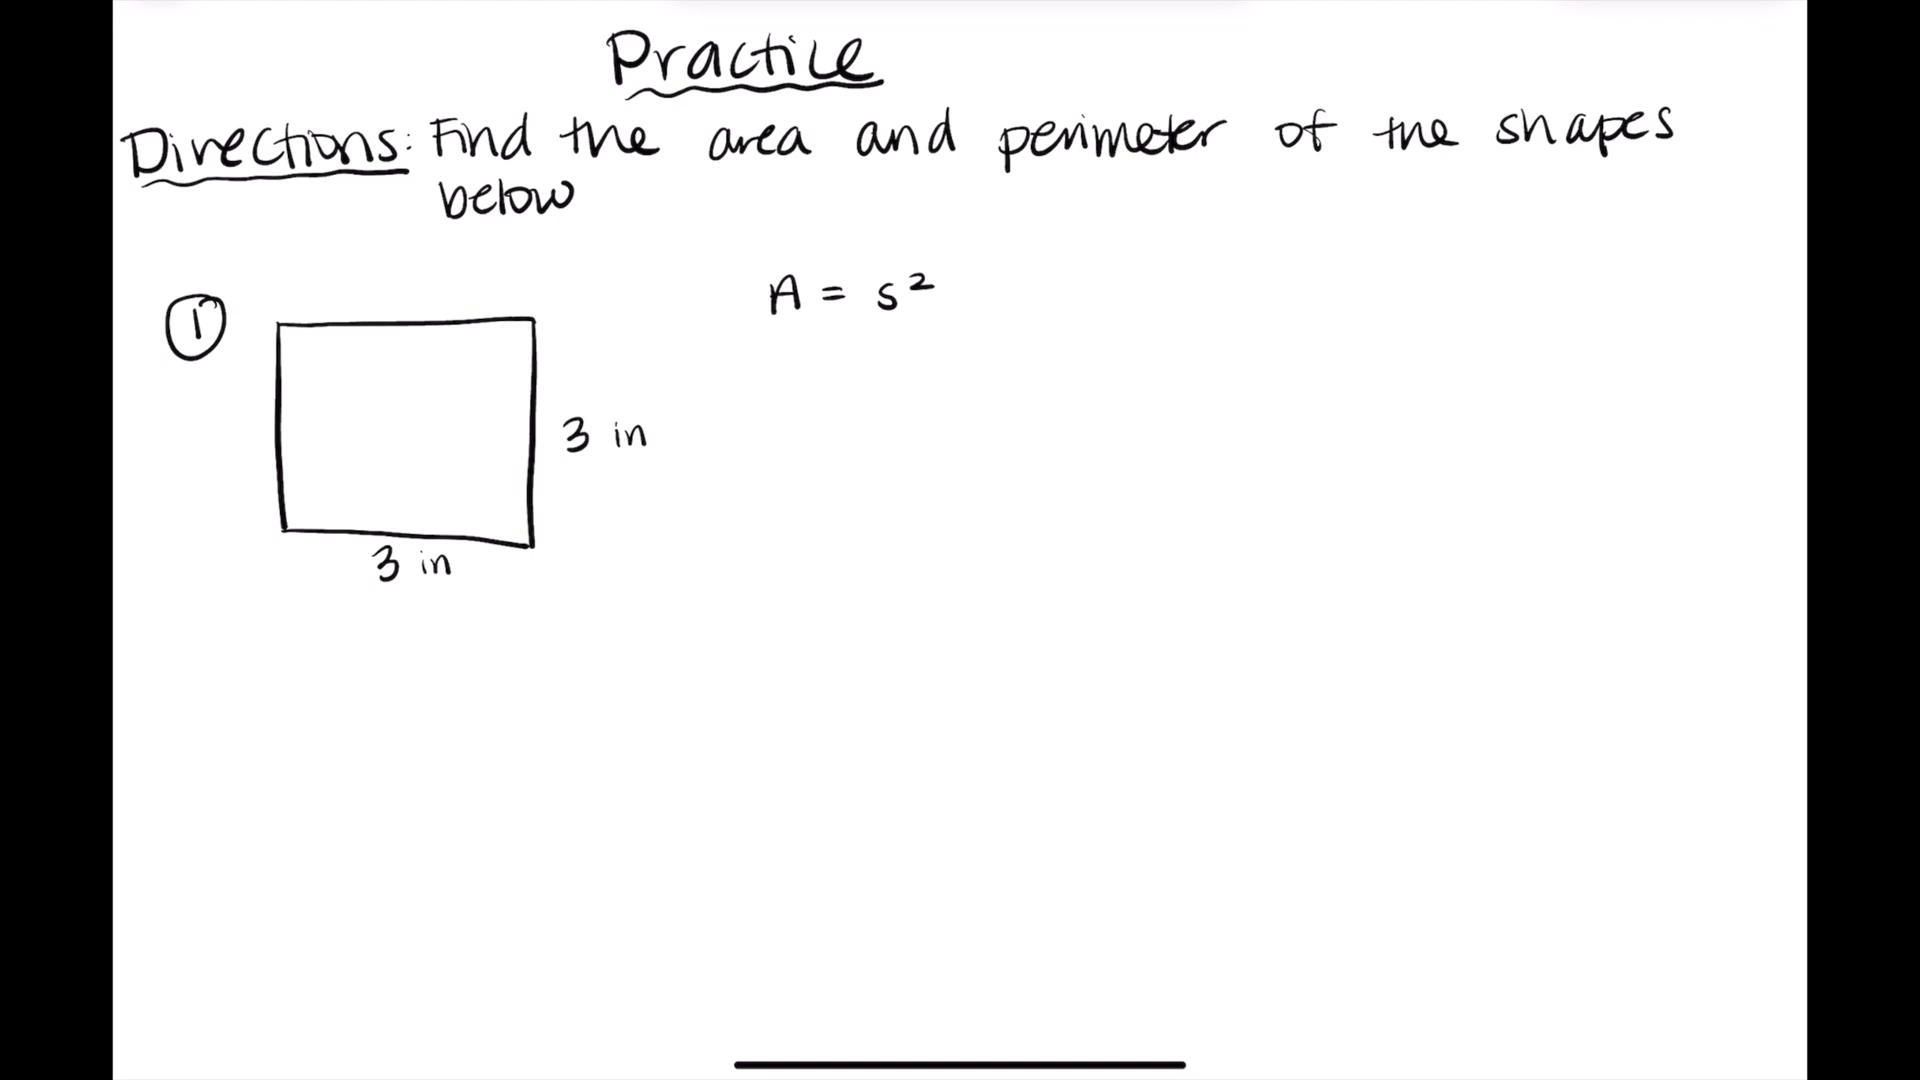 Practice
Directions: Find the area and perimeter of the shapes
below
1
A = s²
3 in
3 in